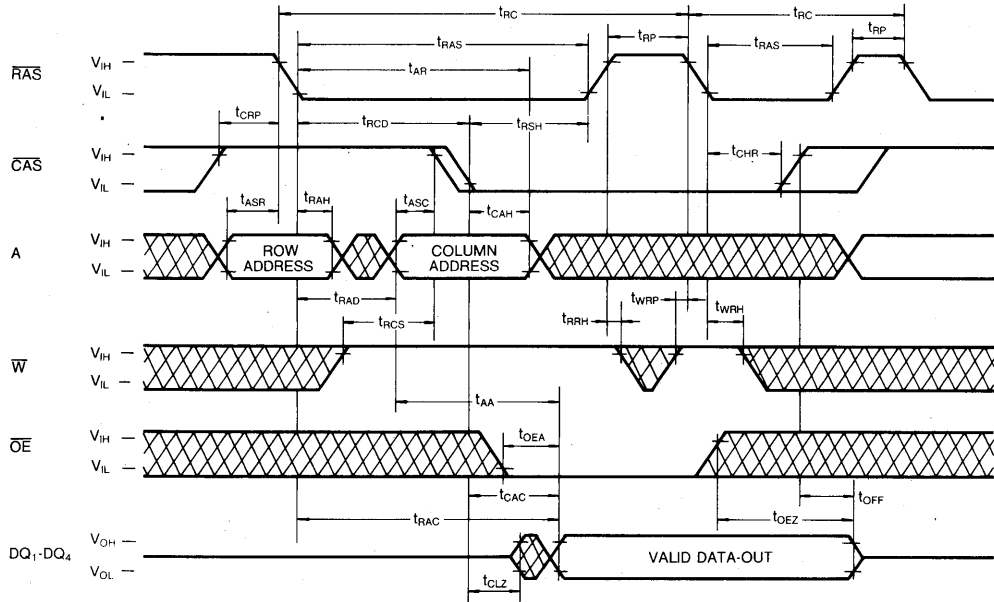 tRC tRC
tRAS tRP tRAS tRP
RAS VIH
VIL
tAR
tCRP tRCD tRSH
CAS VIH
VIL
tCHR
tASR tRAH tASC tCAH
A VIH
VIL
ROW ADDRESS
COLUMN ADDRESS
tRAD tRCS tRRH tWRP tWRH
W VIH
VIL
tAA
OE VIH
VIL
tOEA
tCAC tOFF
tRAC tOEZ
DQ1-DQ4 VOH
VOL
VALID DATA-OUT
tCLZ